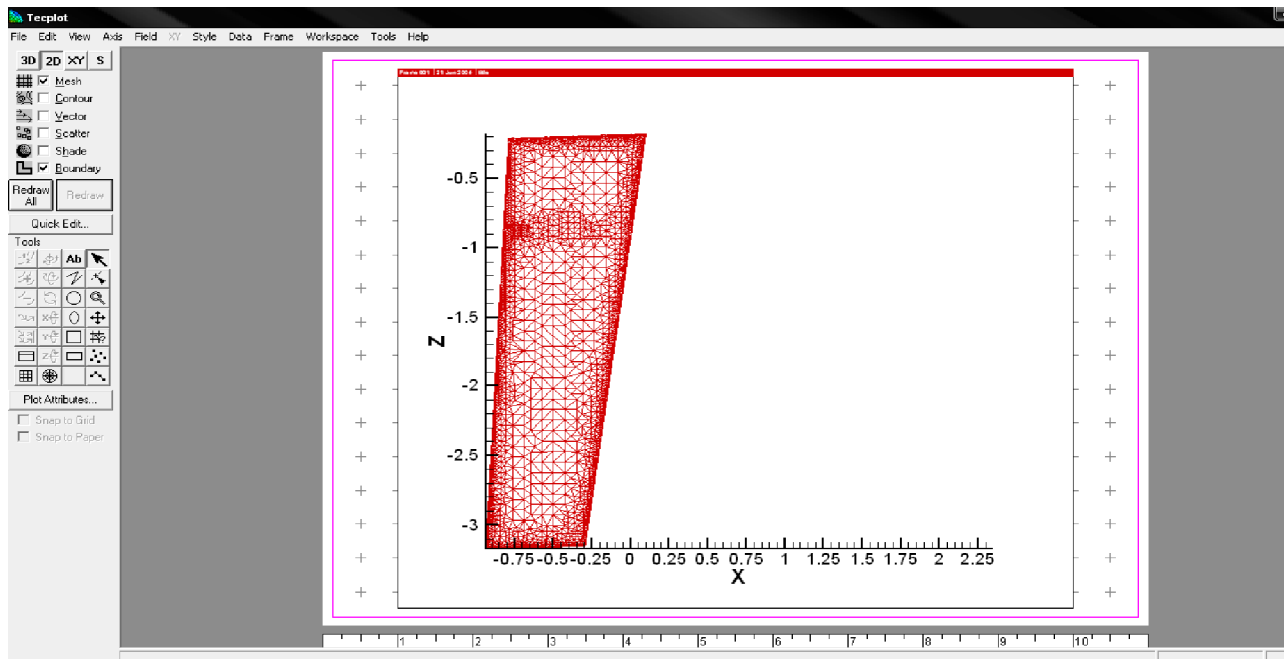 Tecplot
File Edit View Axis Field XY Style Data Frame Workspace Tools Help
3D 2D XY S
Mesh
Contour
Vector
Scatter
Shade
Boundary
Redraw All Redraw
Quick Edit...
Tools
Ab
Plot Attributes...
Snap to Grid
Snap to Paper
-0.5
-1
-1.5
-2
-2.5
-3
Z
-0.75 -0.5 -0.25 0 0.25 0.5 0.75 1 1.25 1.5 1.75 2 2.25
X
1 2 3 4 5 6 7 8 9 10